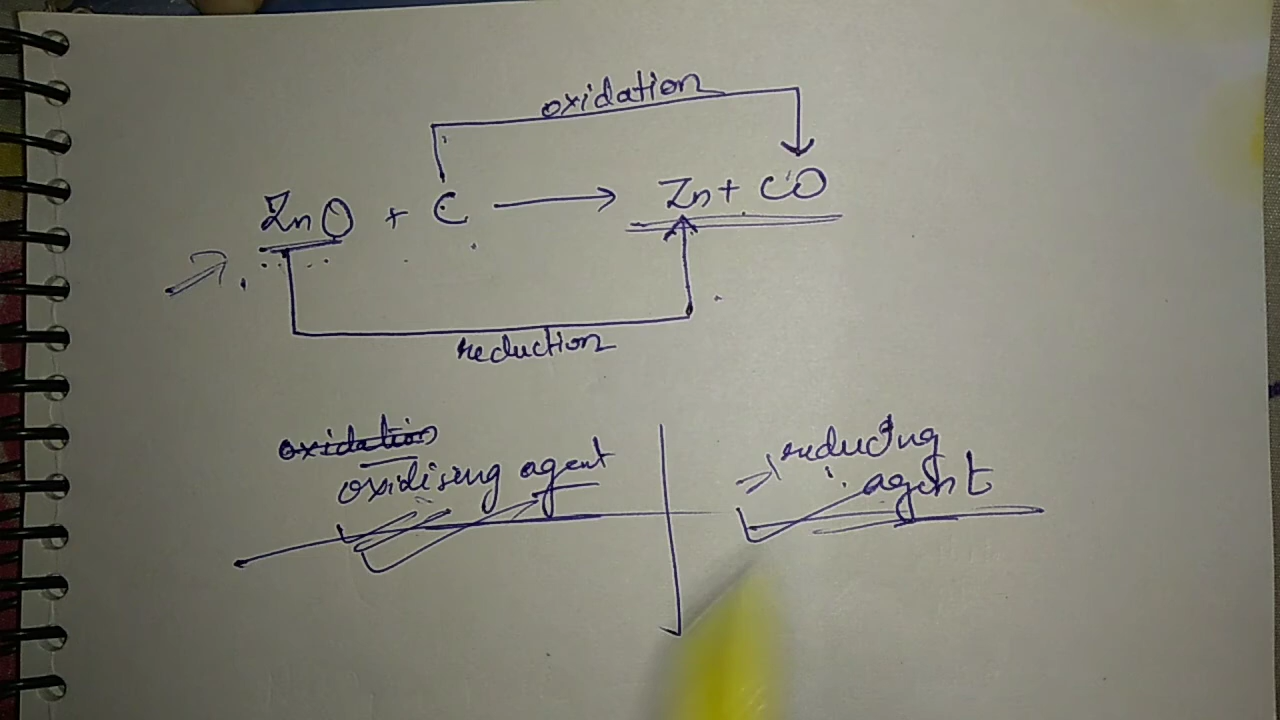 oxidation
ZnO + C → Zn + CO
reduction
oxidation
oxidising agent
reducing
agent